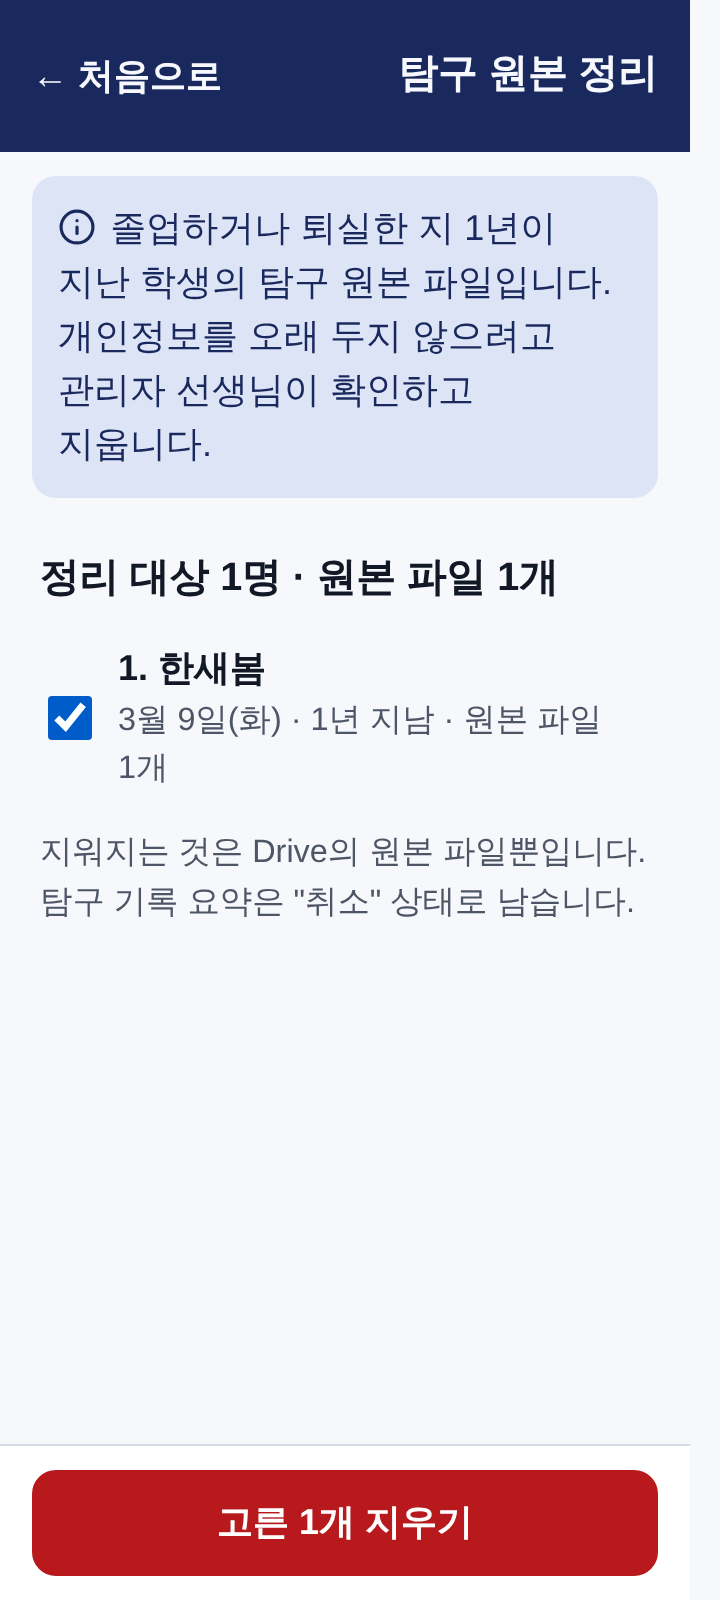 ← 처음으로
탐구 원본 정리
졸업하거나 퇴실한 지 1년이
지난 학생의 탐구 원본 파일입니다.
개인정보를 오래 두지 않으려고
관리자 선생님이 확인하고
지웁니다.
정리 대상 1명 · 원본 파일 1개
1. 한새봄
3월 9일(화) · 1년 지남 · 원본 파일
1개
지워지는 것은 Drive의 원본 파일뿐입니다.
탐구 기록 요약은 "취소" 상태로 남습니다.
고른 1개 지우기